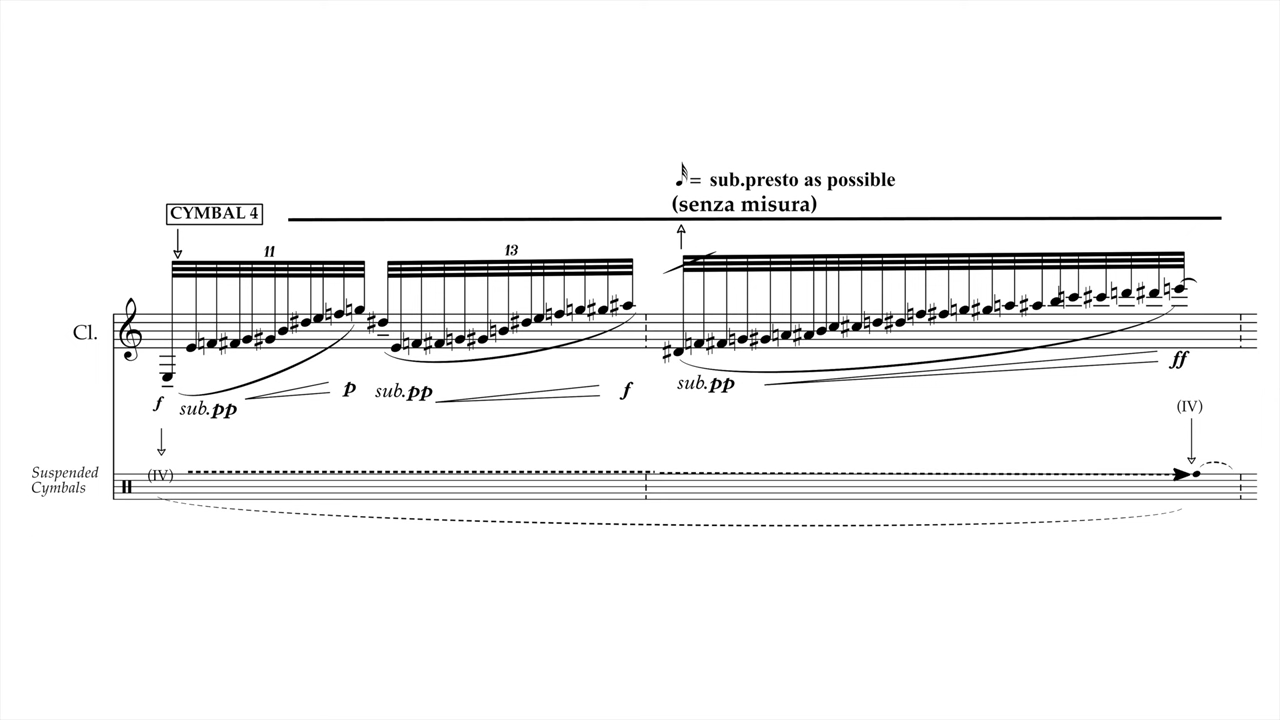 = sub.presto as possible
(senza misura)
CYMBAL 4
11
13
Cl.
f
sub.pp
p
sub.pp
f
sub.pp
ff
(IV)
Suspended
Cymbals
(IV)